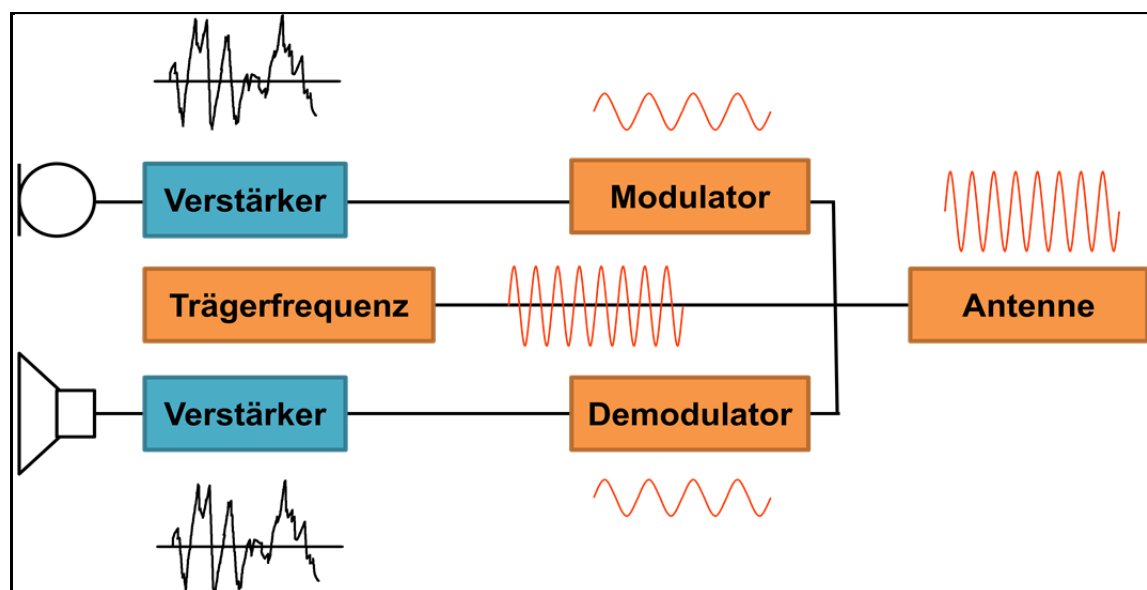 Verstärker
Modulator
Trägerfrequenz
Antenne
Verstärker
Demodulator